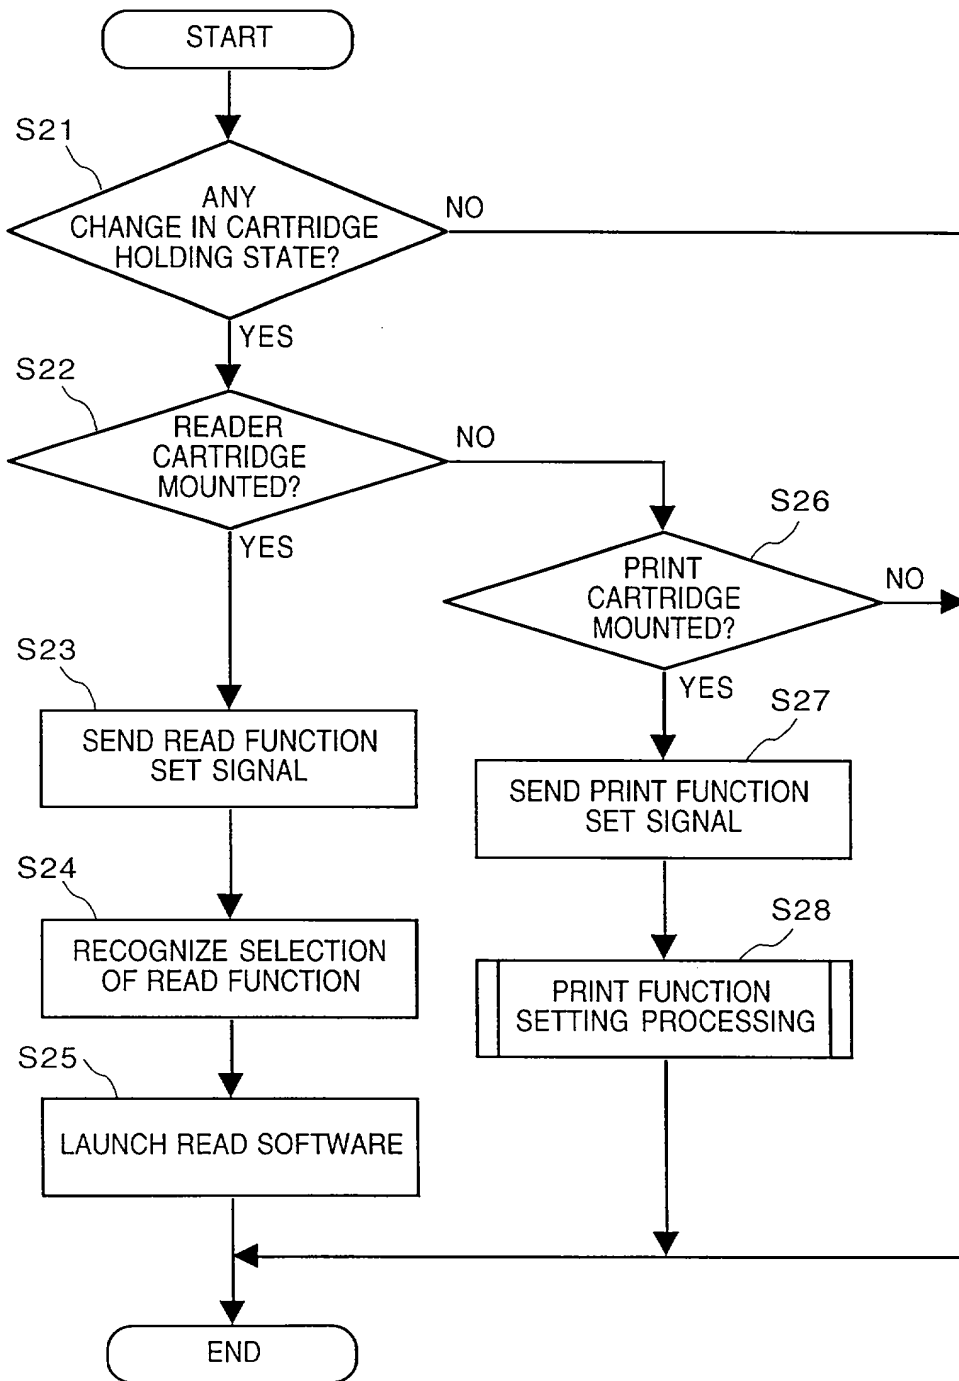 START
S21
ANY
CHANGE IN CARTRIDGE
HOLDING STATE?
NO
YES
S22
READER
CARTRIDGE
MOUNTED?
NO
YES
S26
PRINT
CARTRIDGE
MOUNTED?
NO
YES
S23
SEND READ FUNCTION
SET SIGNAL
S27
SEND PRINT FUNCTION
SET SIGNAL
S24
RECOGNIZE SELECTION
OF READ FUNCTION
S28
PRINT FUNCTION
SETTING PROCESSING
S25
LAUNCH READ SOFTWARE
END